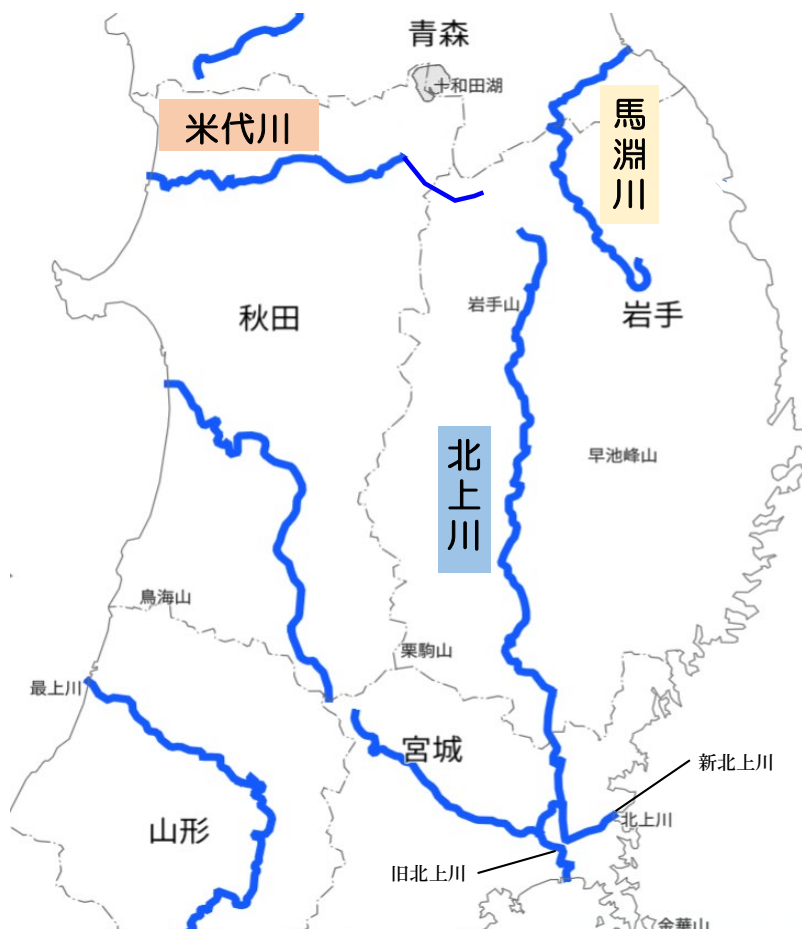 青森
十和田湖
米代川
馬淵川
岩手山
岩手
秋田
北上川
早池峰山
鳥海山
栗駒山
最上川
宮城
新北上川
北上川
山形
旧北上川
金華山